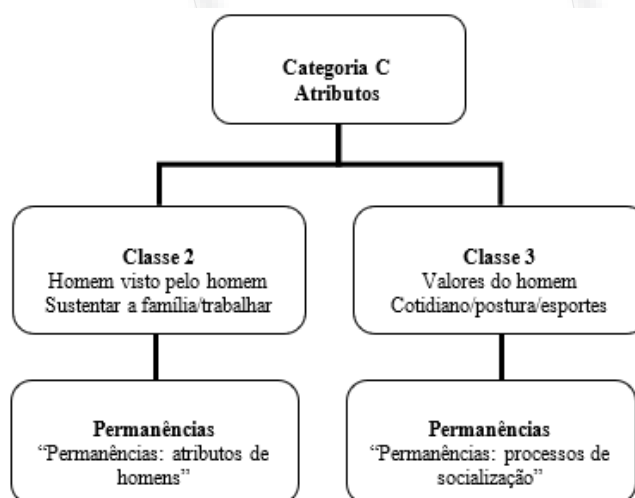 Categoria C
Atributos
Classe 2
Homem visto pelo homem
Sustentar a família/trabalhar
Classe 3
Valores do homem
Cotidiano/postura/esportes
Permanências
“Permanências: atributos de
homens”
Permanências
“Permanências: processos de
socialização”